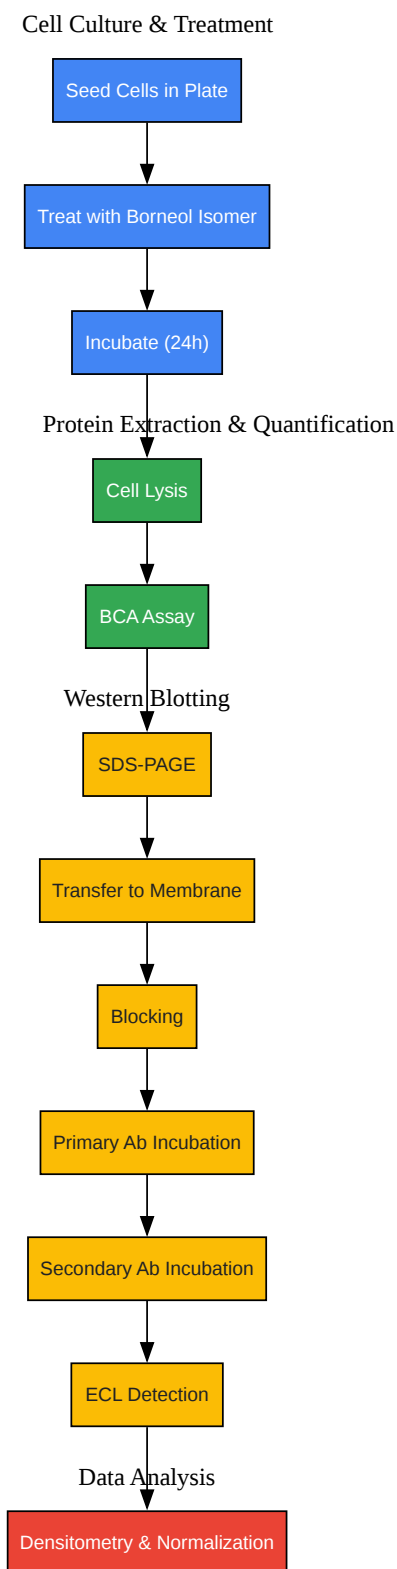 Cell Culture & Treatment
Seed Cells in Plate
Treat with Borneol Isomer
Incubate (24h)
Protein Extraction & Quantification
Cell Lysis
BCA Assay
Western Blotting
SDS-PAGE
Transfer to Membrane
Blocking
Primary Ab Incubation
Secondary Ab Incubation
ECL Detection
Data Analysis
Densitometry & Normalization